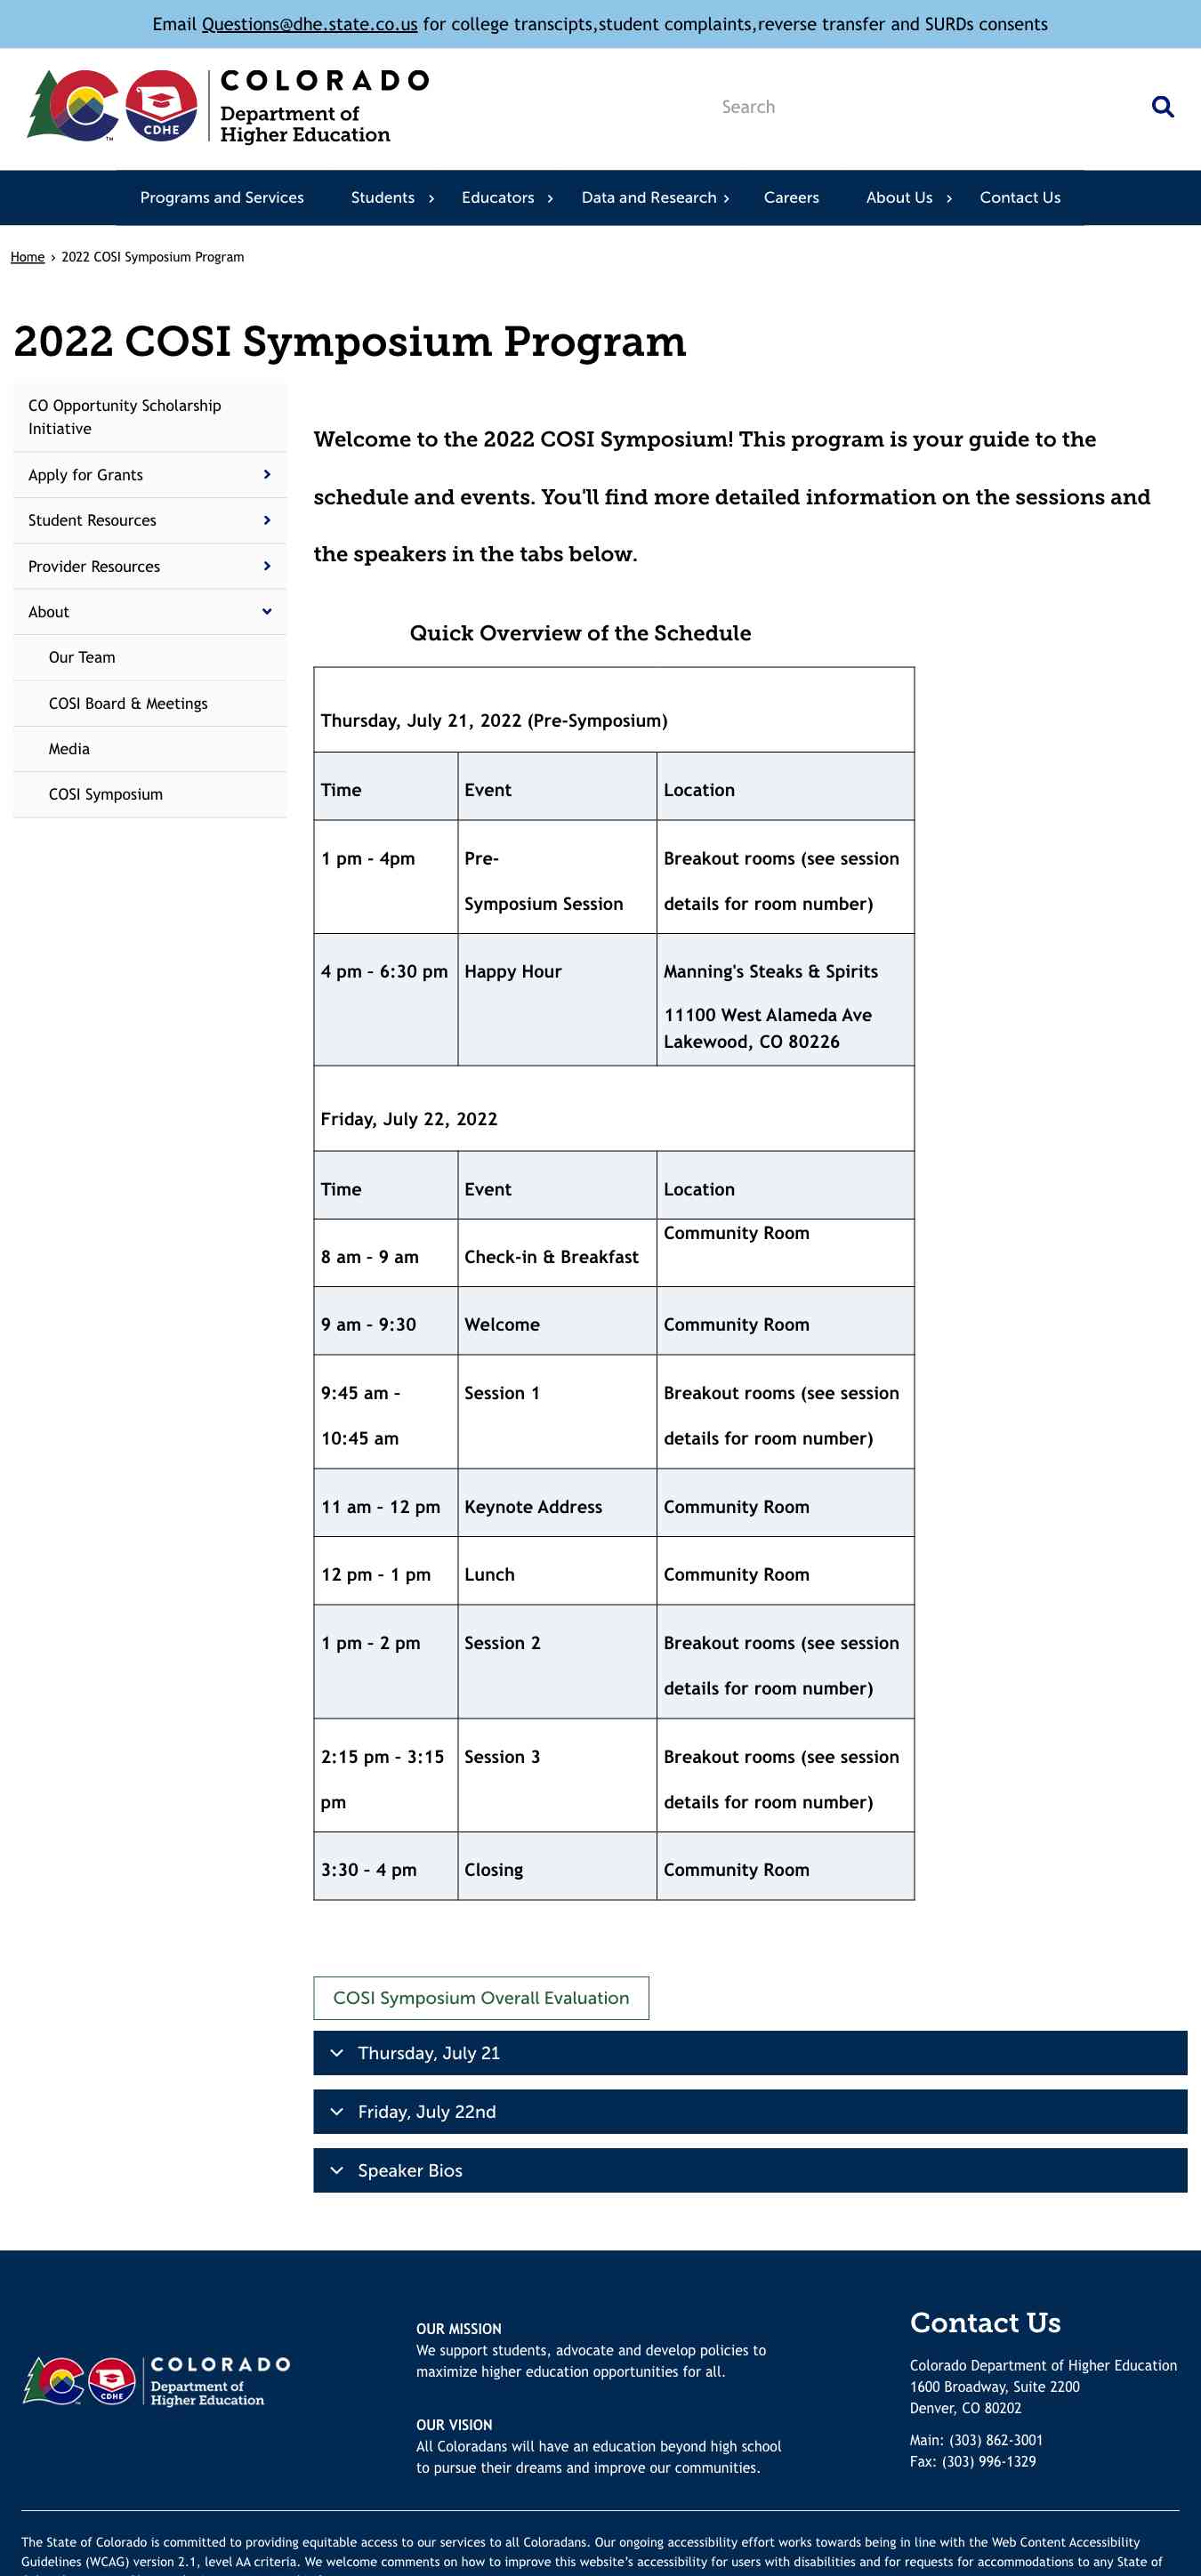 Email Questions@dhe.state.co.us for college transcipts,student complaints,reverse transfer and SURDs consents
CDHE
TM
COLORADO
Department of
Higher Education
Search
Programs and Services Students Educators Data and Research Careers About Us Contact Us
Home › 2022 COSI Symposium Program
2022 COSI Symposium Program
CO Opportunity Scholarship
Initiative
Apply for Grants
Student Resources
Provider Resources
About
Our Team
COSI Board & Meetings
Media
COSI Symposium
Welcome to the 2022 COSI Symposium! This program is your guide to the
schedule and events. You'll find more detailed information on the sessions and
the speakers in the tabs below.
Quick Overview of the Schedule
Thursday, July 21, 2022 (Pre-Symposium)
Time Event Location
1 pm - 4pm Pre- Breakout rooms (see session
Symposium Session details for room number)
4 pm – 6:30 pm Happy Hour Manning's Steaks & Spirits
11100 West Alameda Ave
Lakewood, CO 80226
Friday, July 22, 2022
Time Event Location
Community Room
8 am – 9 am Check-in & Breakfast
9 am – 9:30 Welcome Community Room
9:45 am – Session 1 Breakout rooms (see session
10:45 am details for room number)
11 am – 12 pm Keynote Address Community Room
12 pm – 1 pm Lunch Community Room
1 pm – 2 pm Session 2 Breakout rooms (see session
details for room number)
2:15 pm – 3:15 Session 3 Breakout rooms (see session
pm details for room number)
3:30 – 4 pm Closing Community Room
COSI Symposium Overall Evaluation
Thursday, July 21
Friday, July 22nd
Speaker Bios
CDHE
COLORADO
Department of
Higher Education
OUR MISSION
We support students, advocate and develop policies to
maximize higher education opportunities for all.
OUR VISION
All Coloradans will have an education beyond high school
to pursue their dreams and improve our communities.
Contact Us
Colorado Department of Higher Education
1600 Broadway, Suite 2200
Denver, CO 80202
Main: (303) 862-3001
Fax: (303) 996-1329
The State of Colorado is committed to providing equitable access to our services to all Coloradans. Our ongoing accessibility effort works towards being in line with the Web Content Accessibility
Guidelines (WCAG) version 2.1, level AA criteria. We welcome comments on how to improve this website's accessibility for users with disabilities and for requests for accommodations to any State of